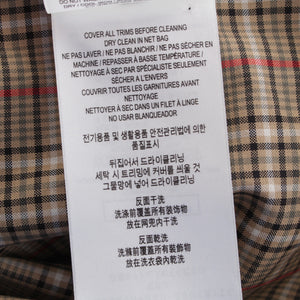 COVER ALL TRIMS BEFORE CLEANING
DRY CLEAN IN NET BAG
NE PAS LAVER / NE PAS BLANCHIR / NE PAS SÉCHER EN
MACHINE / REPASSER À BASSE TEMPÉRATURE /
NETTOYAGE À SEC PAR SPÉCIALISTE SEULEMENT
SÉCHER A L'ENVERS
COUVRIR TOUTES LES GARNITURES AVANT
NETTOYAGE
NETTOYAGE À SEC DANS UN FILET À LINGE
NO USAR BLANQUEADOR
전기용품 및 생활용품 안전관리법에 의한
품질표시
뒤집어서 드라이클리닝
세탁 시 트리밍에 커버를 씌울 것
그물망에 넣어 드라이클리닝
反面干洗
洗涤前覆盖所有装饰物
放在网兜内干洗
反面乾洗
洗滌前覆蓋所有裝飾物
放在洗衣袋內乾洗